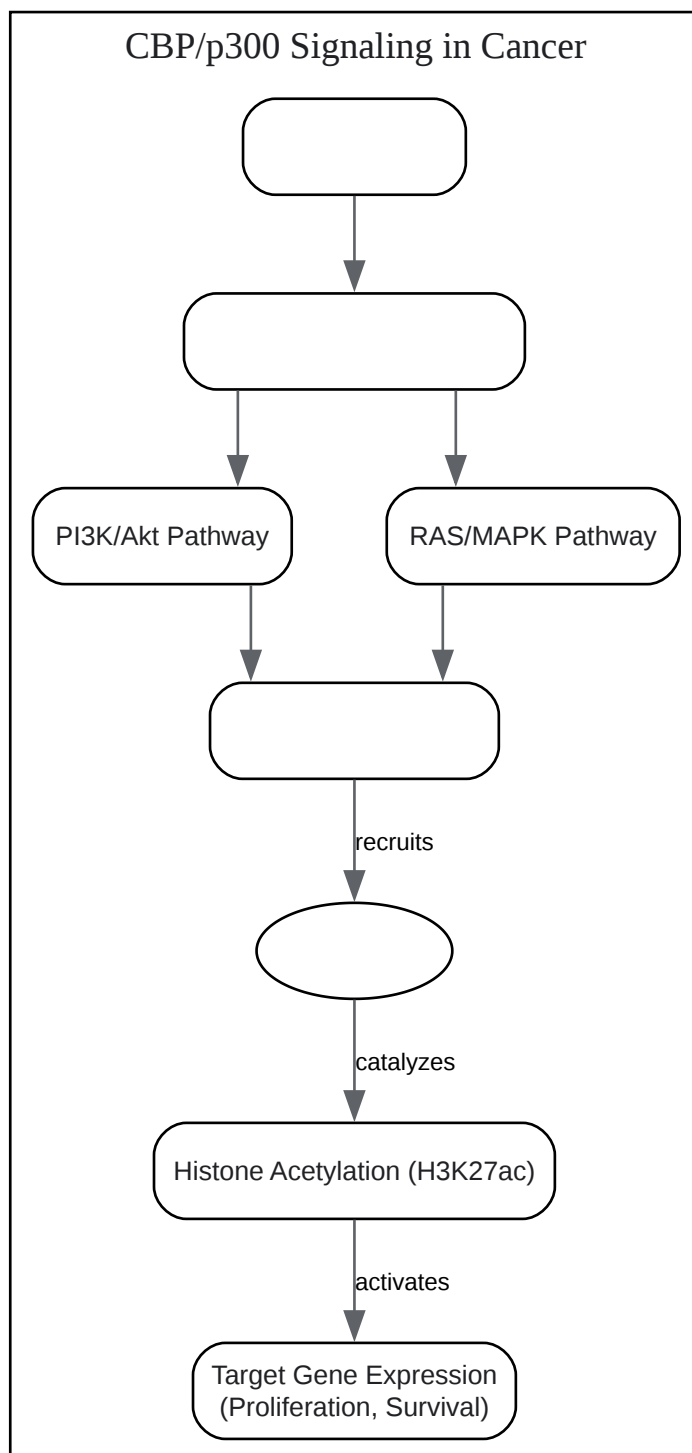 CBP/p300 Signaling in Cancer
PI3K/Akt Pathway
RAS/MAPK Pathway
recruits
catalyzes
Histone Acetylation (H3K27ac)
activates
Target Gene Expression
(Proliferation, Survival)